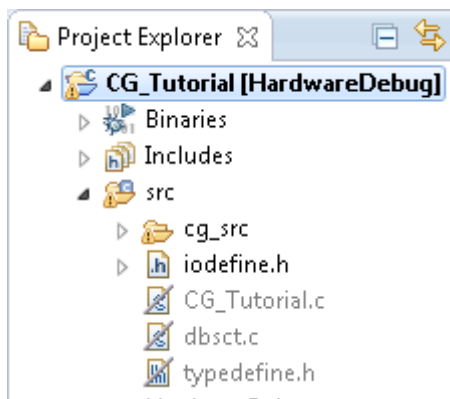 Project Explorer
CG_Tutorial [HardwareDebug]
Binaries
Includes
src
cg_src
iodefine.h
CG_Tutorial.c
dbsct.c
typedefine.h